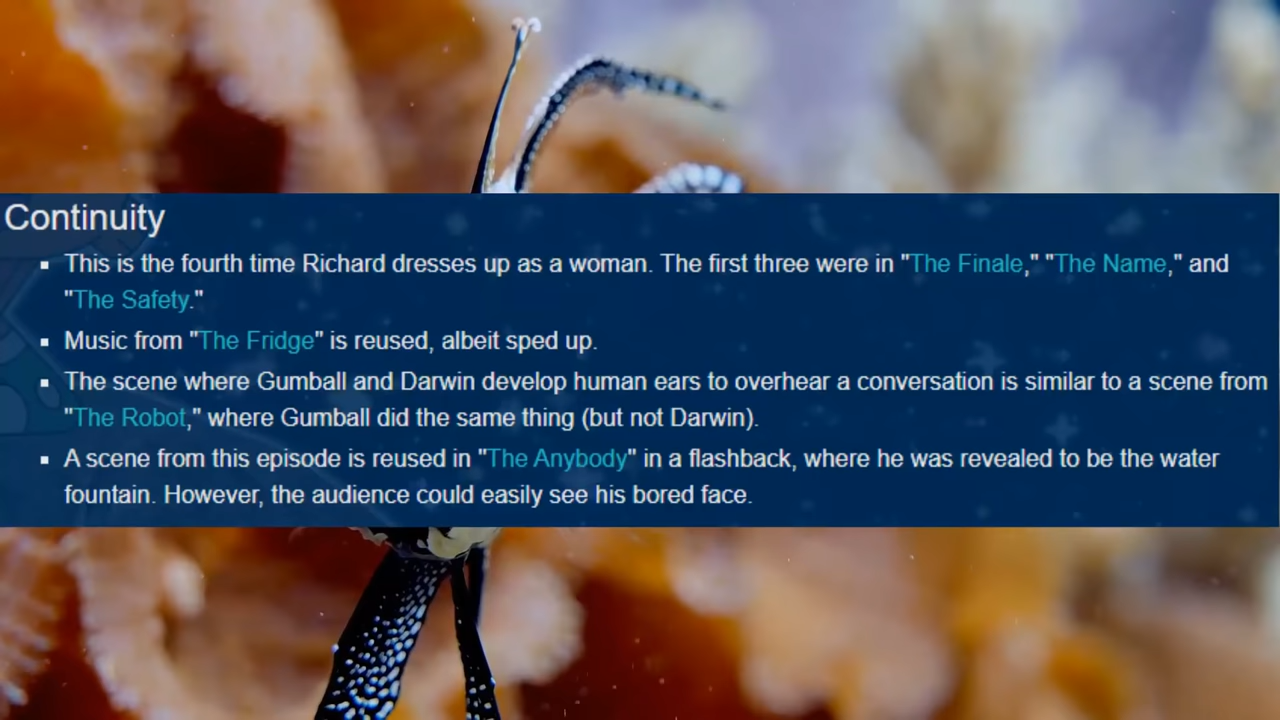 Continuity
This is the fourth time Richard dresses up as a woman. The first three were in "The Finale," "The Name," and
"The Safety."
Music from "The Fridge" is reused, albeit sped up.
The scene where Gumball and Darwin develop human ears to overhear a conversation is similar to a scene from
"The Robot," where Gumball did the same thing (but not Darwin).
A scene from this episode is reused in "The Anybody" in a flashback, where he was revealed to be the water
fountain. However, the audience could easily see his bored face.